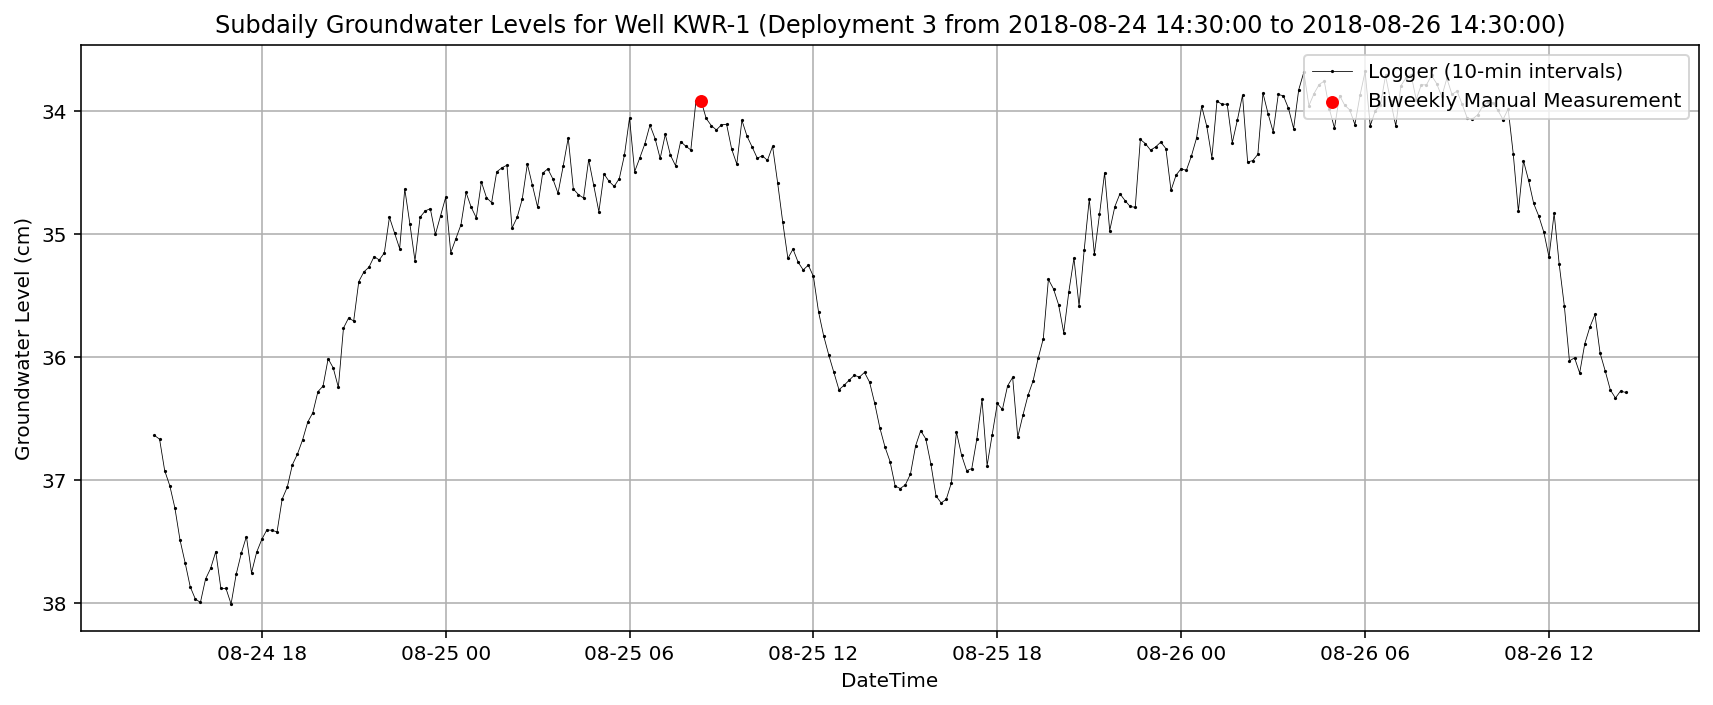 Subdaily Groundwater Levels for Well KWR-1 (Deployment 3 from 2018-08-24 14:30:00 to 2018-08-26 14:30:00)
Logger (10-min intervals)
Biweekly Manual Measurement
Groundwater Level (cm)
34
35
36
37
38
08-24 18
08-25 00
08-25 06
08-25 12
08-25 18
08-26 00
08-26 06
08-26 12
DateTime